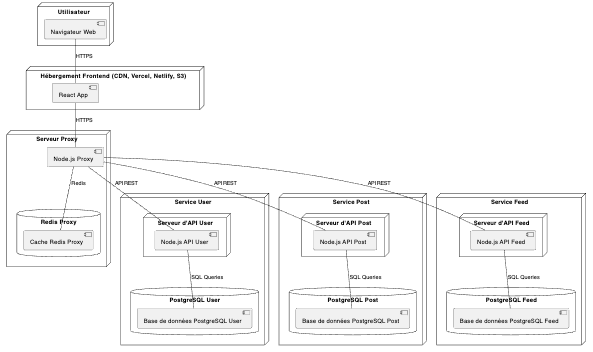 Utilisateur
Navigateur Web
HTTPS
Hébergement Frontend (CDN, Vercel, Netlify, S3)
React App
HTTPS
Serveur Proxy
Node.js Proxy
Redis
API REST
API REST
API REST
Redis Proxy
Cache Redis Proxy
Service User
Service Post
Service Feed
Serveur d'API User
Serveur d'API Post
Serveur d'API Feed
Node.js API User
Node.js API Post
Node.js API Feed
SQL Queries
SQL Queries
SQL Queries
PostgreSQL User
PostgreSQL Post
PostgreSQL Feed
Base de données PostgreSQL User
Base de données PostgreSQL Post
Base de données PostgreSQL Feed